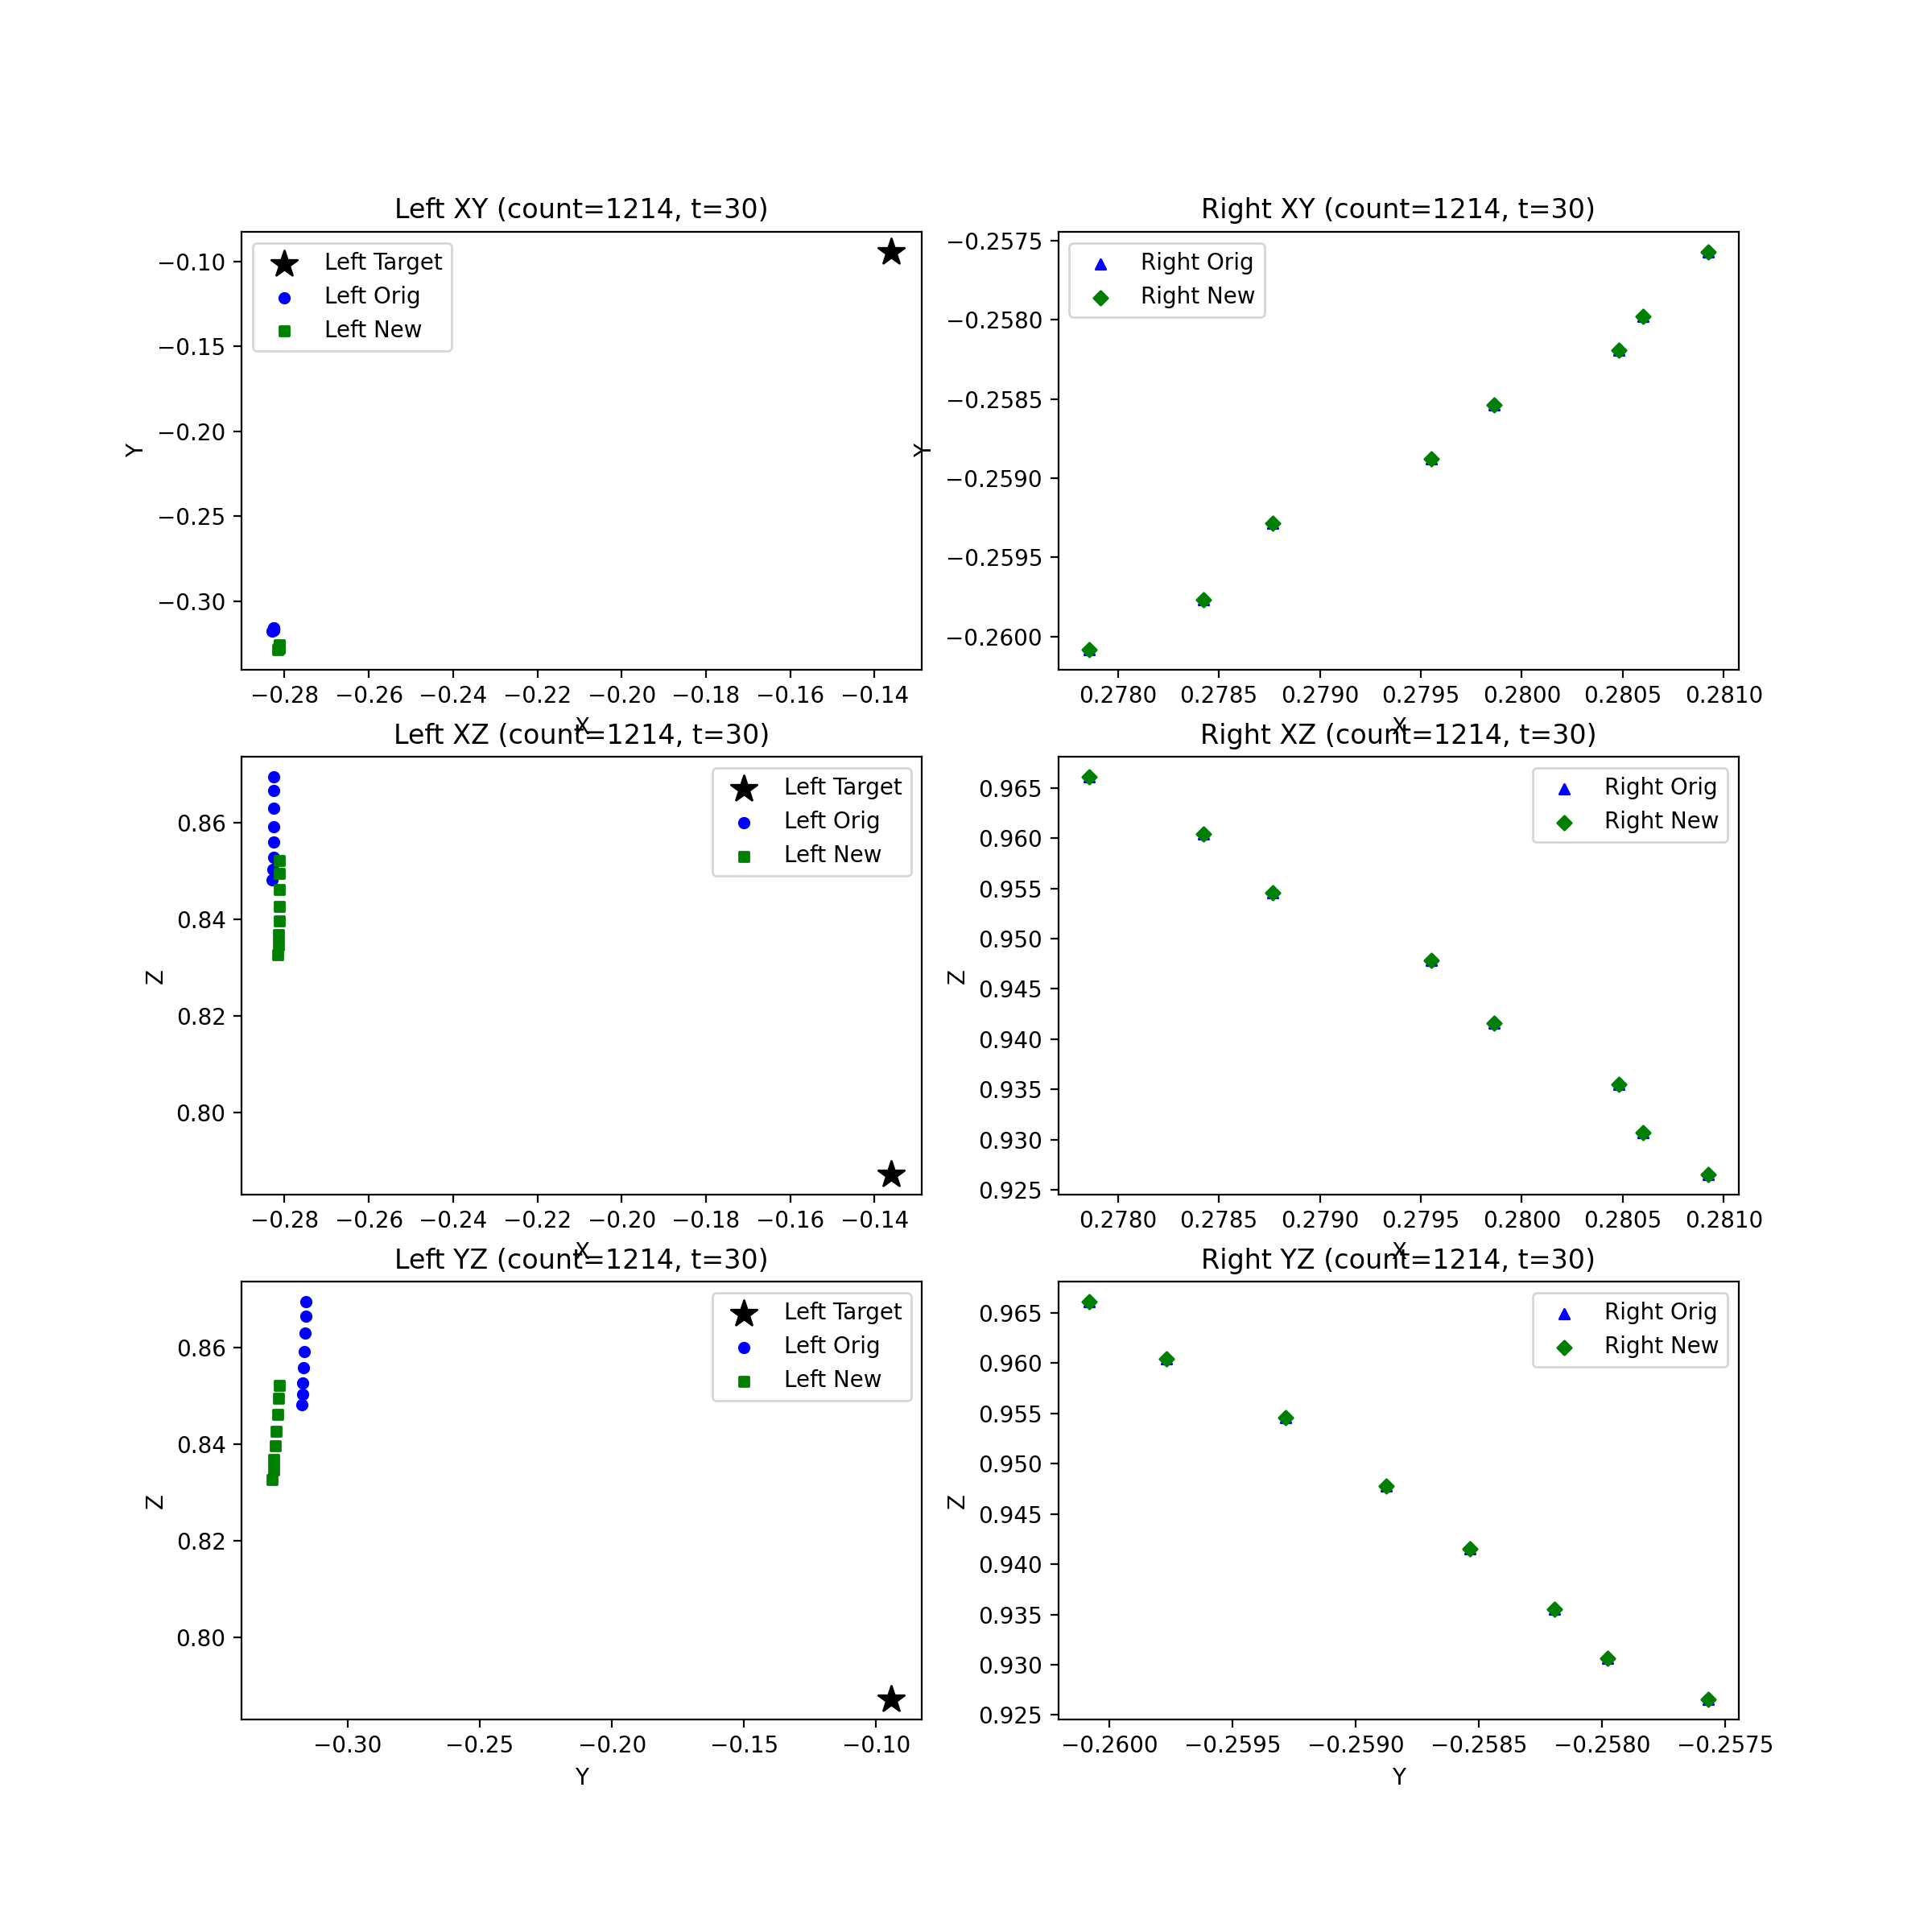 Left XY (count=1214, t=30)
Left Target
Left Orig
Left New
−0.10
−0.15
−0.20
−0.25
−0.30
Y
−0.28 −0.26 −0.24 −0.22 −0.20 −0.18 −0.16 −0.14
X
Right XY (count=1214, t=30)
Right Orig
Right New
−0.2575
−0.2580
−0.2585
−0.2590
−0.2595
−0.2600
Y
0.2780 0.2785 0.2790 0.2795 0.2800 0.2805 0.2810
X
Left XZ (count=1214, t=30)
Left Target
Left Orig
Left New
0.86
0.84
0.82
0.80
Z
−0.28 −0.26 −0.24 −0.22 −0.20 −0.18 −0.16 −0.14
X
Right XZ (count=1214, t=30)
Right Orig
Right New
0.965
0.960
0.955
0.950
0.945
0.940
0.935
0.930
0.925
Z
0.2780 0.2785 0.2790 0.2795 0.2800 0.2805 0.2810
X
Left YZ (count=1214, t=30)
Left Target
Left Orig
Left New
0.86
0.84
0.82
0.80
Z
−0.30 −0.25 −0.20 −0.15 −0.10
Y
Right YZ (count=1214, t=30)
Right Orig
Right New
0.965
0.960
0.955
0.950
0.945
0.940
0.935
0.930
0.925
Z
−0.2600 −0.2595 −0.2590 −0.2585 −0.2580 −0.2575
Y